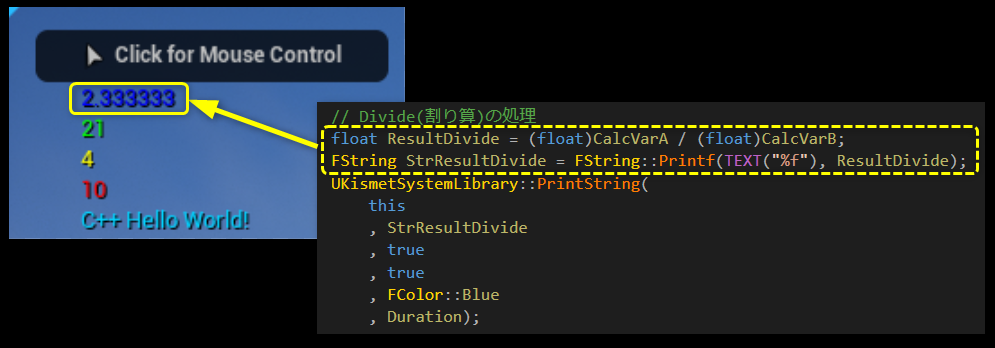 Click for Mouse Control
2.333333
21
4
10
C++ Hello World!
// Divide(割り算)の処理
float ResultDivide = (float)CalcVarA / (float)CalcVarB;
FString StrResultDivide = FString::Printf(TEXT("%f"), ResultDivide);
UKismetSystemLibrary::PrintString(
    this
    , StrResultDivide
    , true
    , true
    , FColor::Blue
    , Duration);